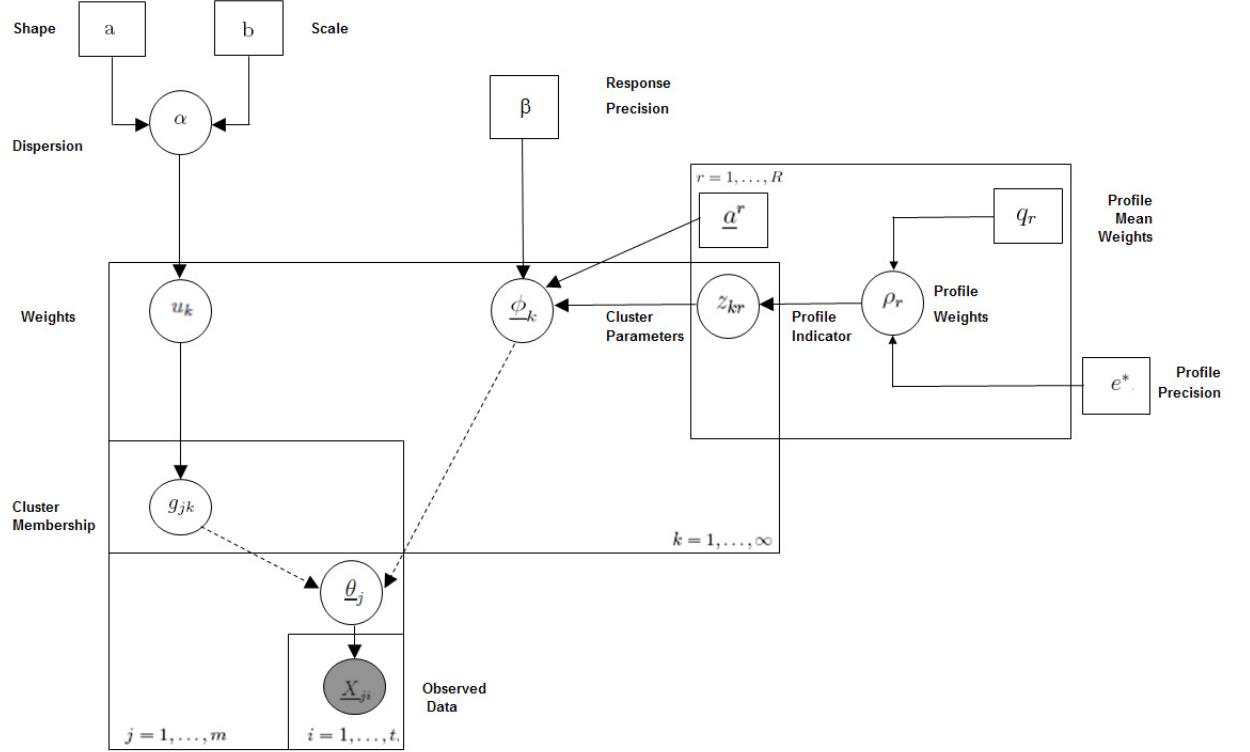 Shape
a
b
Scale
α
Dispersion
β
Response
Precision
r = 1, . . . , R
a^r
q_r
Profile
Mean
Weights
u_k
Weights
ϕ_k
Cluster
Parameters
z_kr
Profile
Indicator
ρ_r
Profile
Weights
e*
Profile
Precision
g_jk
Cluster
Membership
k = 1, . . . , ∞
θ_j
X_ji
Observed
Data
j = 1, . . . , m
i = 1, . . . , t.